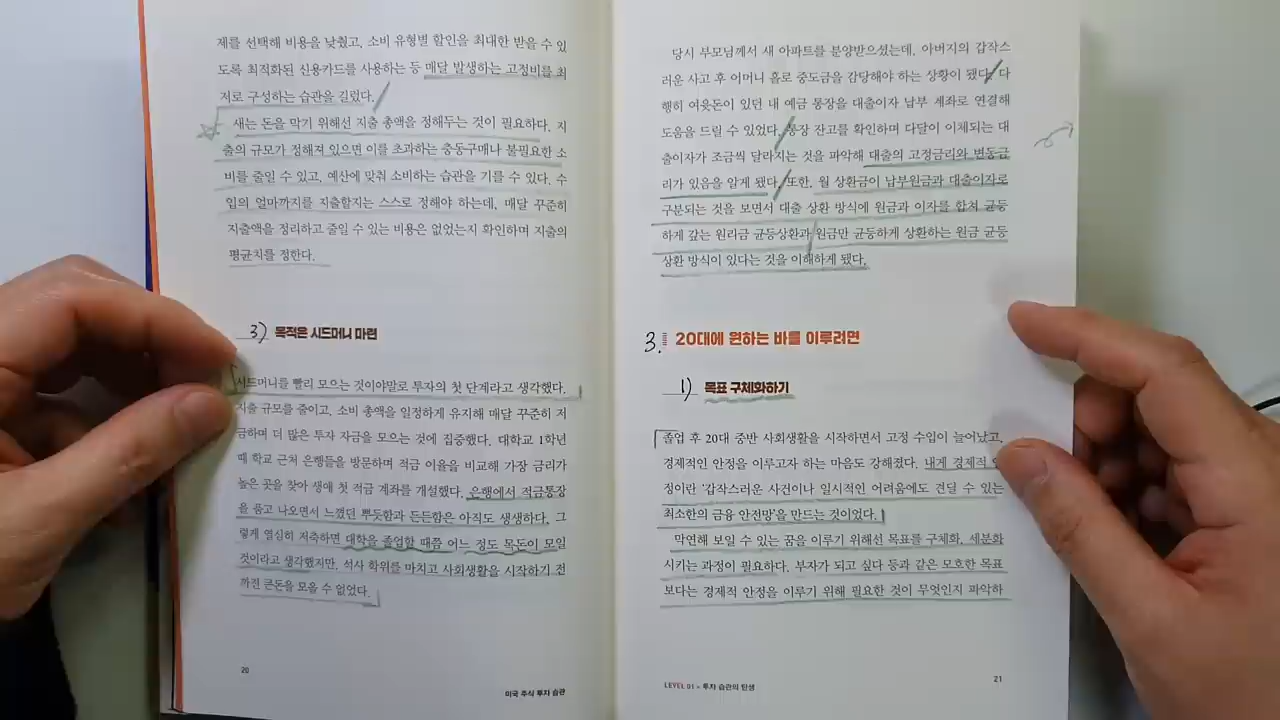 제를 선택해 비용을 낮췄고, 소비 유형별 할인을 최대한 받을 수 있
도록 최적화된 신용카드를 사용하는 등 매달 발생하는 고정비를 최
저로 구성하는 습관을 길렀다.
새는 돈을 막기 위해선 지출 총액을 정해두는 것이 필요하다. 지
출의 규모가 정해져 있으면 이를 초과하는 충동구매나 불필요한 소
비를 줄일 수 있고, 예산에 맞춰 소비하는 습관을 기를 수 있다. 수
입의 얼마까지를 지출할지는 스스로 정해야 하는데, 매달 꾸준히
지출액을 정리하고 줄일 수 있는 비용은 없었는지 확인하며 지출의
평균치를 정한다.
3) 목적은 시드머니 마련
시드머니를 빨리 모으는 것이야말로 투자의 첫 단계라고 생각했다.
지출 규모를 줄이고, 소비 총액을 일정하게 유지해 매달 꾸준히 저
금하며 더 많은 투자 자금을 모으는 것에 집중했다. 대학교 1학년
때 학교 근처 은행들을 방문하며 적금 이율을 비교해 가장 금리가
높은 곳을 찾아 생애 첫 적금 계좌를 개설했다. 은행에서 적금통장
을 품고 나오면서 느꼈던 뿌듯함과 든든함은 아직도 생생하다. 그
렇게 열심히 저축하면 대학을 졸업할 때쯤 어느 정도 목돈이 모일
것이라고 생각했지만, 석사 학위를 마치고 사회생활을 시작하기 전
까진 큰돈을 모을 수 없었다.
20
미국 주식 투자 습관
당시 부모님께서 새 아파트를 분양받으셨는데, 아버지의 갑작스
러운 사고 후 어머니 홀로 중도금을 감당해야 하는 상황이 됐다. 다
행히 여윳돈이 있던 내 예금 통장을 대출이자 납부 계좌로 연결해
도움을 드릴 수 있었다. 통장 잔고를 확인하며 다달이 이체되는 대
출이자가 조금씩 달라지는 것을 파악해 대출의 고정금리와 변동금
리가 있음을 알게 됐다. 또한, 월 상환금이 납부원금과 대출이자로
구분되는 것을 보면서 대출 상환 방식에 원금과 이자를 합쳐 균등
하게 갚는 원리금 균등상환과 원금만 균등하게 상환하는 원금 균등
상환 방식이 있다는 것을 이해하게 됐다.
3. 20대에 원하는 바를 이루려면
1) 목표 구체화하기
졸업 후 20대 중반 사회생활을 시작하면서 고정 수입이 늘어났고,
경제적인 안정을 이루고자 하는 마음도 강해졌다. 내게 경제적
정이란 '갑작스러운 사건이나 일시적인 어려움에도 견딜 수 있는
최소한의 금융 안전망'을 만드는 것이었다.
막연해 보일 수 있는 꿈을 이루기 위해선 목표를 구체화, 세분화
시키는 과정이 필요하다. 부자가 되고 싶다 등과 같은 모호한 목표
보다는 경제적 안정을 이루기 위해 필요한 것이 무엇인지 파악하
LEVEL 01 × 투자 습관의 탄생
21